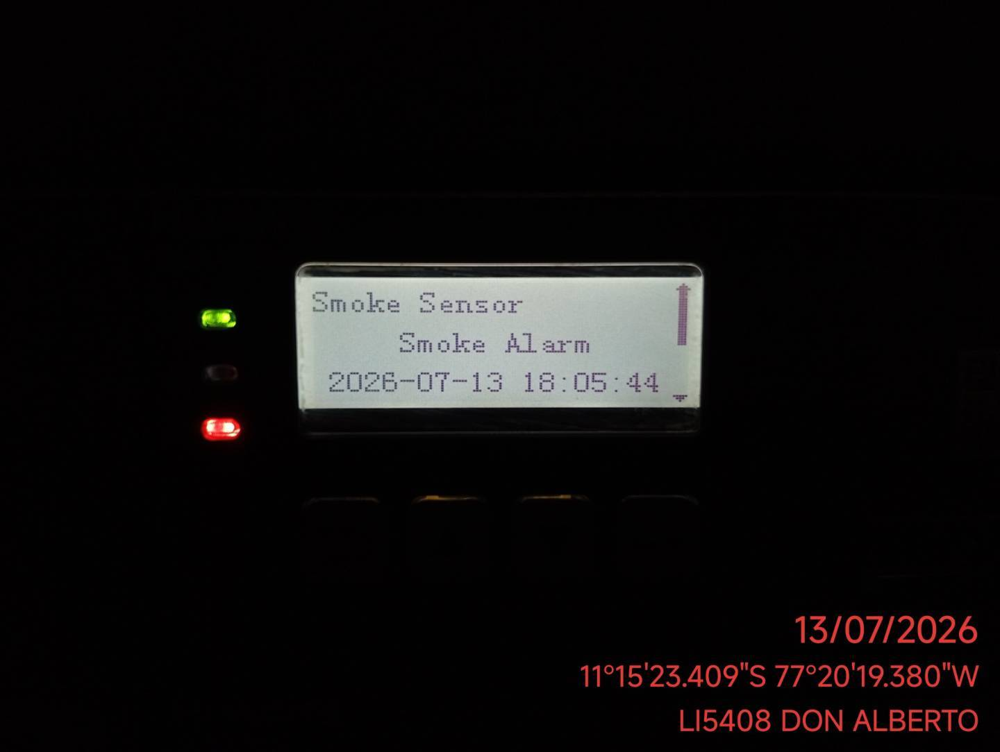 Smoke Sensor
Smoke Alarm
2026-07-13 18:05:44
13/07/2026
11°15'23.409"S 77°20'19.380"W
LI5408 DON ALBERTO